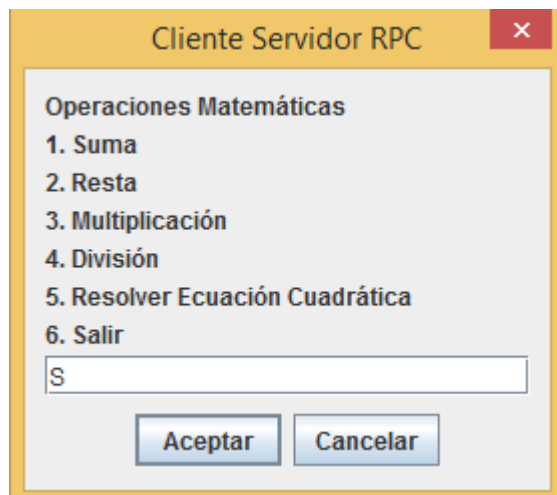 Cliente Servidor RPC
Operaciones Matemáticas
1. Suma
2. Resta
3. Multiplicación
4. División
5. Resolver Ecuación Cuadrática
6. Salir
S
Aceptar Cancelar